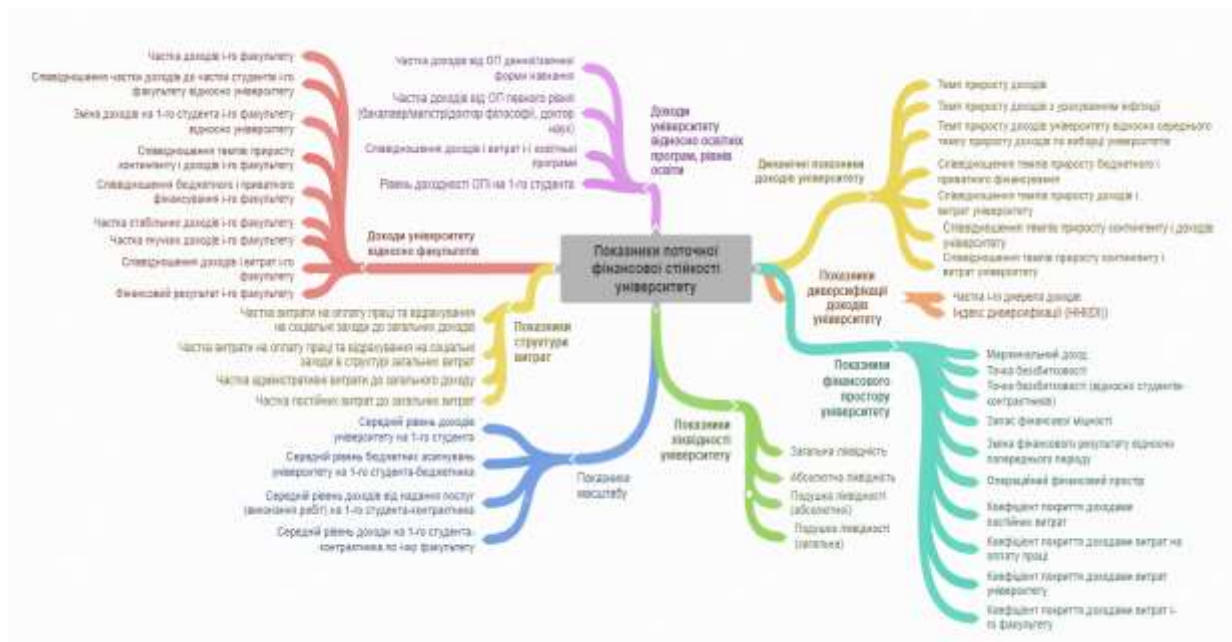 Показники поточної
фінансової стійкості
університету
Частка доходів і-го факультету
Співвідношення частки доходів до частки студентів і-го
факультету відносно університету
Зміна доходів на 1-го студента і-го факультету
відносно університету
Співвідношення темпів приросту
контингенту і доходів і-го факультету
Співвідношення бюджетного і приватного
фінансування і-го факультету
Частка стабільних доходів і-го факультету
Частка гнучких доходів і-го факультету
Співвідношення доходів і витрат і-го
факультету
Фінансовий результат і-го факультету
Доходи університету
відносно факультетів
Частка доходів від ОП денної/заочної
форми навчання
Частка доходів від ОП певного рівня
(бакалавр/магістр/доктор філософії, доктор
наук)
Співвідношення доходів і витрат і-ї освітньої
програми
Рівень доходності ОПі на 1-го студента
Доходи
університету
відносно освітніх
програм, рівнів
освіти
Динамічні показники
доходів університету
Темп приросту доходів
Темп приросту доходів з урахуванням інфляції
Темп приросту доходів університету відносно середнього
темпу приросту доходів по вибірці університетів
Співвідношення темпів приросту бюджетного і
приватного фінансування
Співвідношення темпів приросту доходів і
витрат університету
Співвідношення темпів приросту контингенту і доходів
університету
Співвідношення темпів приросту контингенту і
витрат університету
Показники
диверсифікації
доходів
університету
Частка і-го джерела доходів
Індекс диверсифікації
Показники
фінансового
простору
університету
Маржинальний дохід
Точка беззбитковості
Точка беззбитковості (відносно студентів-
контрактників)
Запас фінансової міцності
Зміна фінансового результату відносно
попереднього періоду
Операційний фінансовий простір
Коефіцієнт покриття доходами
постійних витрат
Коефіцієнт покриття доходами витрат на
оплату праці
Коефіцієнт покриття доходами витрат
університету
Коефіцієнт покриття доходами витрат і-
го факультету
Показники
ліквідності
університету
Загальна ліквідність
Абсолютна ліквідність
Подушка ліквідності
(абсолютна)
Подушка ліквідності
(загальна)
Показники
масштабу
Середній рівень доходів
університету на 1-го студента
Середній рівень бюджетних асигнувань
університету на 1-го студента-бюджетника
Середній рівень доходів від надання послуг
(виконання робіт) на 1-го студента-контрактника
Середній рівень доходи на 1-го студента-
контрактника по факультету
Показники
структури
витрат
Частка витрати на оплату праці та відрахування
на соціальні заходи до загальних доходів
Частка витрати на оплату праці та відрахування на соціальні
заходи в структурі загальних витрат
Частка адміністративні витрати до загального доходу
Частка постійних витрат до загальних витрат